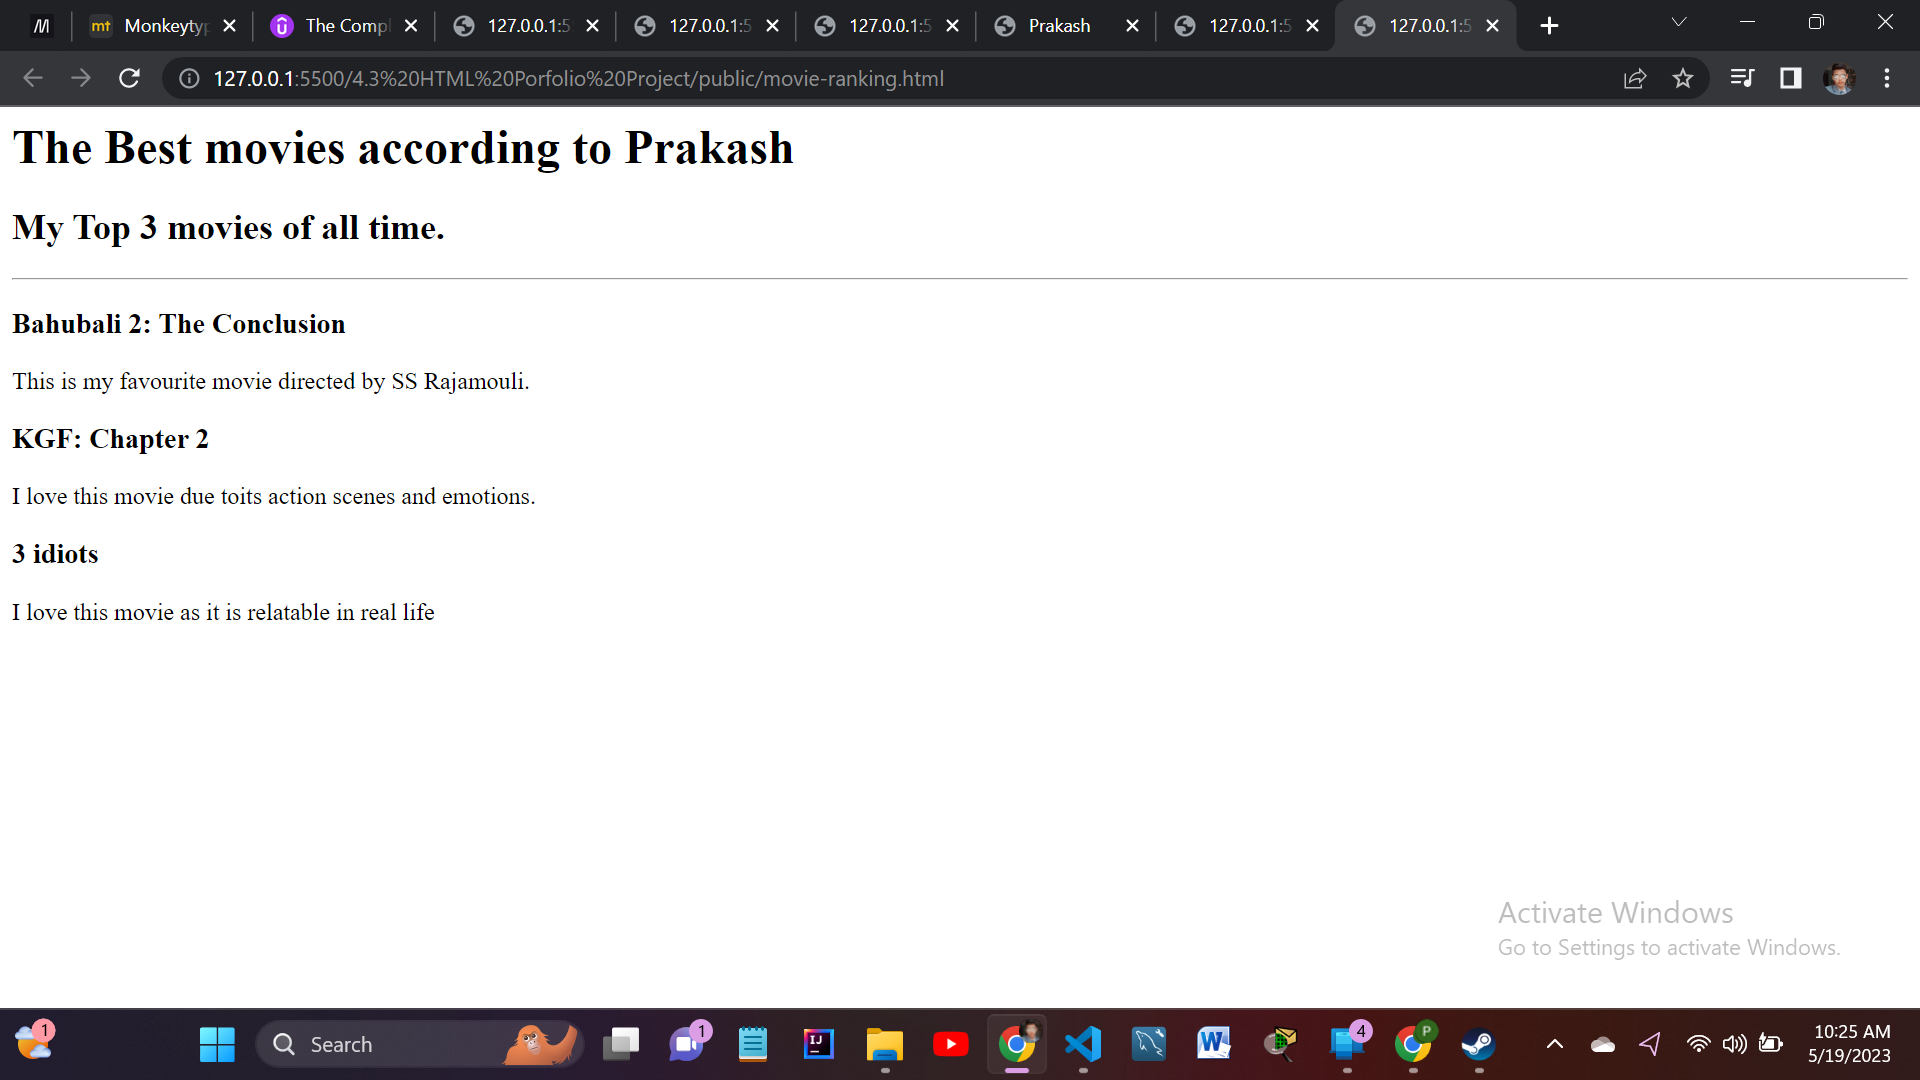 M
mt Monkeytyp
The Compl
127.0.0.1:5
127.0.0.1:5
127.0.0.1:5
Prakash
127.0.0.1:5
127.0.0.1:5
127.0.0.1:5500/4.3%20HTML%20Porfolio%20Project/public/movie-ranking.html
The Best movies according to Prakash
My Top 3 movies of all time.
Bahubali 2: The Conclusion
This is my favourite movie directed by SS Rajamouli.
KGF: Chapter 2
I love this movie due toits action scenes and emotions.
3 idiots
I love this movie as it is relatable in real life
Activate Windows
Go to Settings to activate Windows.
1
Search
1
IJ
W
4
P
10:25 AM
5/19/2023